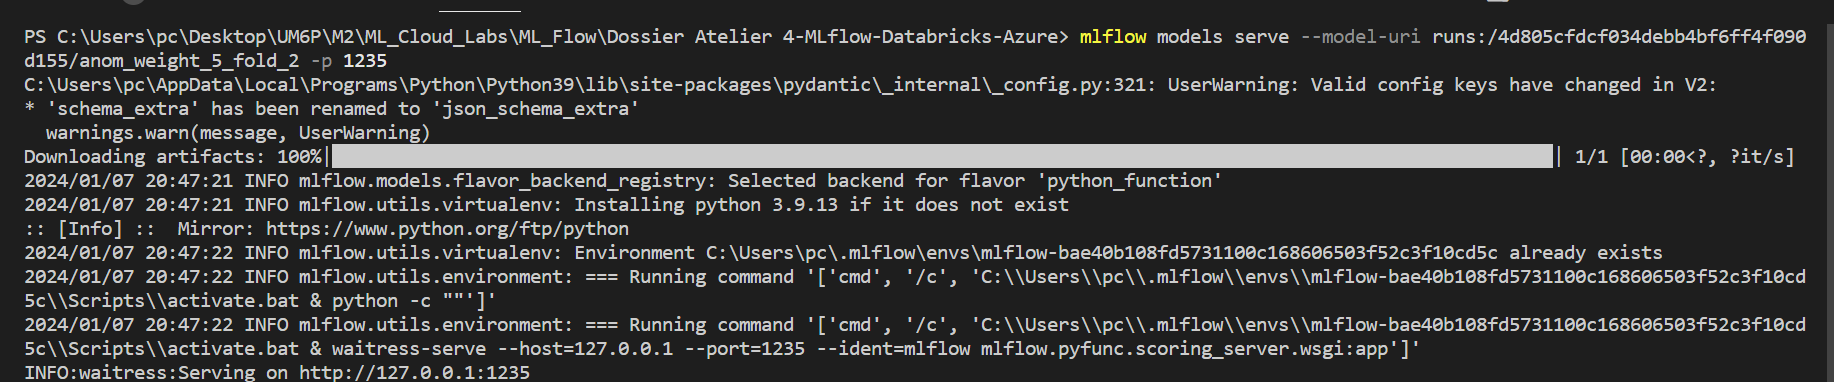 PS C:\Users\pc\Desktop\UM6P\M2\ML_Cloud_Labs\ML_Flow\Dossier Atelier 4-MLflow-Databricks-Azure> mlflow models serve --model-uri runs:/4d805cfdcf034debb4bf6ff4f090
d155/anom_weight_5_fold_2 -p 1235
C:\Users\pc\AppData\Local\Programs\Python\Python39\lib\site-packages\pydantic\_internal\_config.py:321: UserWarning: Valid config keys have changed in V2:
* 'schema_extra' has been renamed to 'json_schema_extra'
  warnings.warn(message, UserWarning)
Downloading artifacts: 100%|██████████| 1/1 [00:00<?, ?it/s]
2024/01/07 20:47:21 INFO mlflow.models.flavor_backend_registry: Selected backend for flavor 'python_function'
2024/01/07 20:47:21 INFO mlflow.utils.virtualenv: Installing python 3.9.13 if it does not exist
:: [Info] ::  Mirror: https://www.python.org/ftp/python
2024/01/07 20:47:22 INFO mlflow.utils.virtualenv: Environment C:\Users\pc\.mlflow\envs\mlflow-bae40b108fd5731100c168606503f52c3f10cd5c already exists
2024/01/07 20:47:22 INFO mlflow.utils.environment: === Running command '['cmd', '/c', 'C:\\Users\\pc\\.mlflow\\envs\\mlflow-bae40b108fd5731100c168606503f52c3f10cd
5c\\Scripts\\activate.bat & python -c ""']'
2024/01/07 20:47:22 INFO mlflow.utils.environment: === Running command '['cmd', '/c', 'C:\\Users\\pc\\.mlflow\\envs\\mlflow-bae40b108fd5731100c168606503f52c3f10cd
5c\\Scripts\\activate.bat & waitress-serve --host=127.0.0.1 --port=1235 --ident=mlflow mlflow.pyfunc.scoring_server.wsgi:app']'
INFO:waitress:Serving on http://127.0.0.1:1235